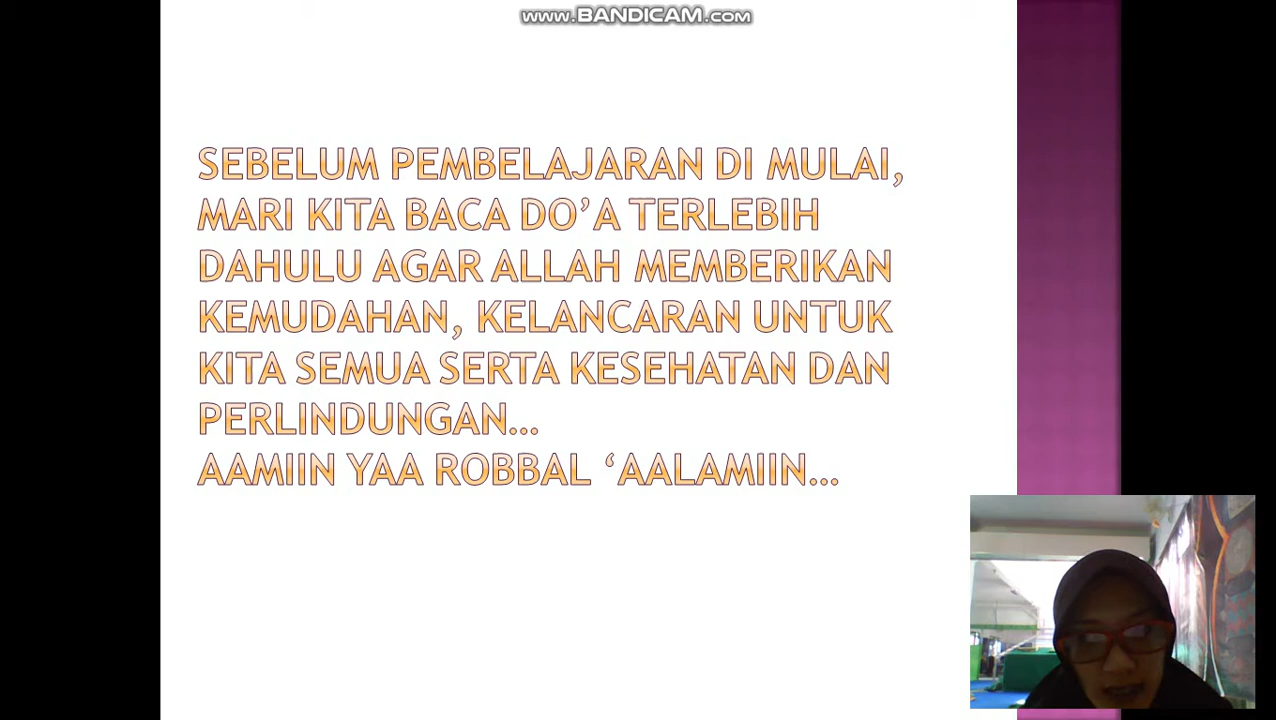 www.BANDICAM.com
SEBELUM PEMBELAJARAN DI MULAI,
MARI KITA BACA DO’A TERLEBIH
DAHULU AGAR ALLAH MEMBERIKAN
KEMUDAHAN, KELANCARAN UNTUK
KITA SEMUA SERTA KESEHATAN DAN
PERLINDUNGAN…
AAMIIN YAA ROBBAL ‘AALAMIIN…